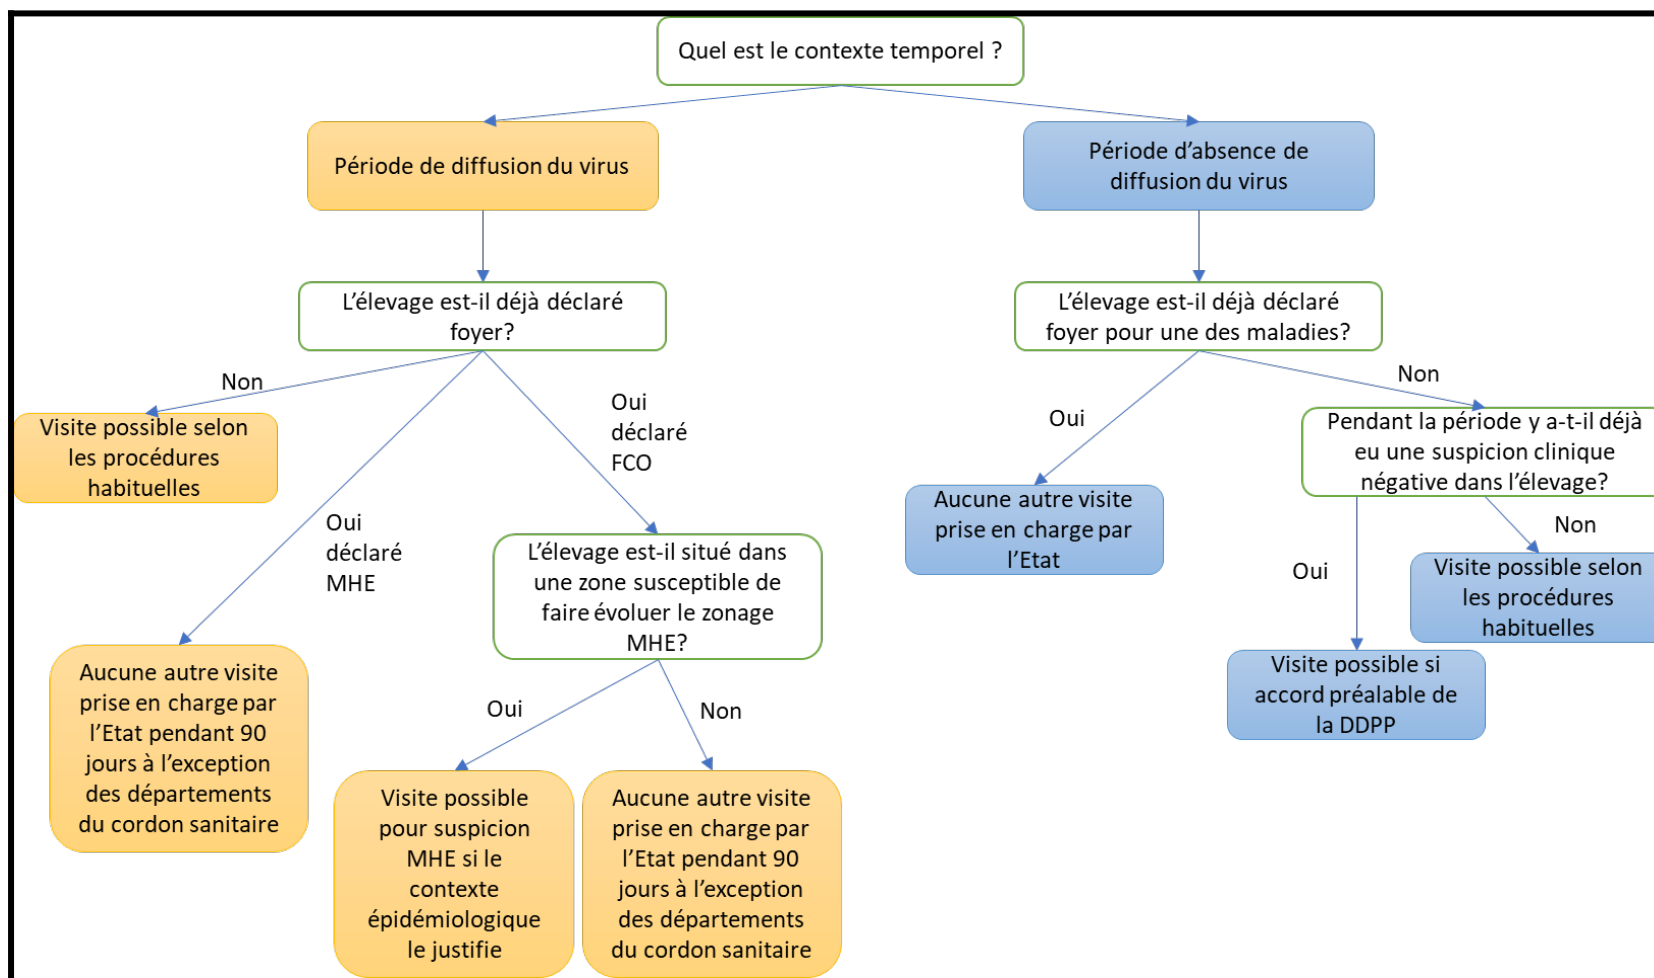 Quel est le contexte temporel ?
Période de diffusion du virus
Période d’absence de
diffusion du virus
L’élevage est-il déjà déclaré
foyer?
L’élevage est-il déjà déclaré
foyer pour une des maladies?
Non
Visite possible selon
les procédures
habituelles
Oui
déclaré
MHE
Oui
déclaré
FCO
Aucune autre visite
prise en charge par
l’Etat pendant 90
jours à l’exception
des départements
du cordon sanitaire
L’élevage est-il situé dans
une zone susceptible de
faire évoluer le zonage
MHE?
Oui
Non
Visite possible
pour suspicion
MHE si le
contexte
épidémiologique
le justifie
Aucune autre visite
prise en charge par
l’Etat pendant 90
jours à l’exception
des départements
du cordon sanitaire
Oui
Non
Aucune autre visite
prise en charge par
l’Etat
Pendant la période y a-t-il déjà
eu une suspicion clinique
négative dans l’élevage?
Oui
Non
Visite possible si
accord préalable de
la DDPP
Visite possible selon
les procédures
habituelles